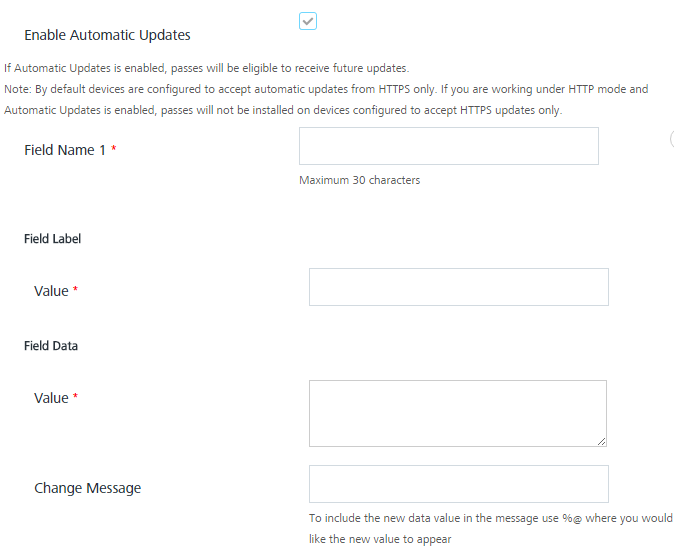 Enable Automatic Updates
If Automatic Updates is enabled, passes will be eligible to receive future updates.
Note: By default devices are configured to accept automatic updates from HTTPS only. If you are working under HTTP mode and
Automatic Updates is enabled, passes will not be installed on devices configured to accept HTTPS updates only.
Field Name 1 *
Maximum 30 characters
Field Label
Value *
Field Data
Value *
Change Message
To include the new data value in the message use %@ where you would
like the new value to appear